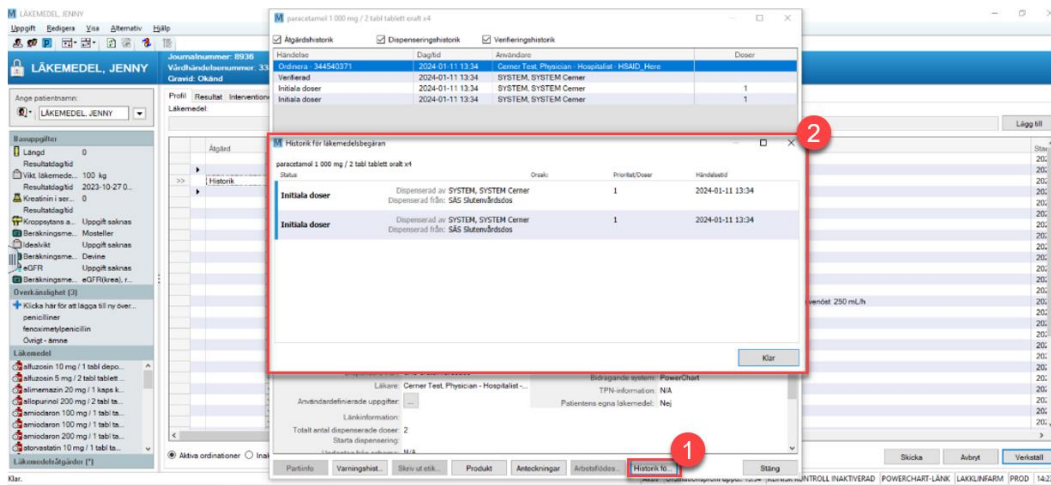 LÄKEMEDEL, JENNY
Uppgift Redigera Visa Alternativ Hjälp
LÄKEMEDEL, JENNY
Journalnummer: 8936
Vårdhändelsenummer: 33
Gravid: Okänd
Ange patientnamn:
LÄKEMEDEL, JENNY
Basuppgifter
Längd 0
Resultatdag/tid
Vikt, läkemede... 100 kg
Resultatdag/tid 2023-10-27 0...
Kreatinin i ser... 0
Resultatdag/tid
Kroppsytans a... Uppgift saknas
Beräkningsme... Mosteller
Idealvikt Uppgift saknas
Beräkningsme... Devine
eGFR Uppgift saknas
Beräkningsme... eGFR(krea), r...
Överkänslighet (3)
Klicka här för att lägga till ny över...
penicilliner
fenoximetylpenicillin
Övrigt - ämne
Läkemedel
alfuzosin 10 mg / 1 tabl depo...
alfuzosin 5 mg / 2 tabl tablett...
alimemazin 20 mg / 1 kaps k...
allopurinol 200 mg / 2 tabl ta...
amiodaron 100 mg / 1 tabl ta...
amiodaron 100 mg / 1 tabl ta...
amiodaron 200 mg / 1 tabl ta...
atorvastatin 10 mg / 1 tabl ta...
Läkemedelsåtgärder (*)
Klar.
Profil Resultat Interventione
Läkemedel:
Lägg till
Åtgärd
>> Historik
venöst 250 mL/h
Aktiva ordinationer
Skicka Avbryt Verkställ
paracetamol 1 000 mg / 2 tabl tablett oralt x4
Åtgärdshistorik Dispenseringshistorik Verifieringshistorik
Händelse Dag/tid Användare Doser
Ordinera - 344540371 2024-01-11 13:34 Cerner Test, Physician - Hospitalist - HSAID_Here
Verifierad 2024-01-11 13:34 SYSTEM, SYSTEM Cerner
Initiala doser 2024-01-11 13:34 SYSTEM, SYSTEM Cerner 1
Initiala doser 2024-01-11 13:34 SYSTEM, SYSTEM Cerner 1
2
Historik för läkemedelsbegäran
paracetamol 1 000 mg / 2 tabl tablett oralt x4
Status Orsak: Prioritet/Doser Händelsetid
Initiala doser Dispenserad av SYSTEM, SYSTEM Cerner 1 2024-01-11 13:34
Dispenserad från: SÄS Slutenvårdsdos
Initiala doser Dispenserad av SYSTEM, SYSTEM Cerner 1 2024-01-11 13:34
Dispenserad från: SÄS Slutenvårdsdos
Klar
Bidragande system: PowerChart
Läkare: Cerner Test, Physician - Hospitalist -...
TPN-information: N/A
Användardefinierade uppgifter: ...
Patientens egna läkemedel: Nej
Länkinformation:
Totalt antal dispenserade doser: 2
Starta dispensering:
1
Partiinfo Varningshist... Skriv ut etik... Produkt Anteckningar Arbetsflödes... Historik fö... Stäng
INAKTIVERAD POWERCHART-LÄNK LAKKLINFARM PROD